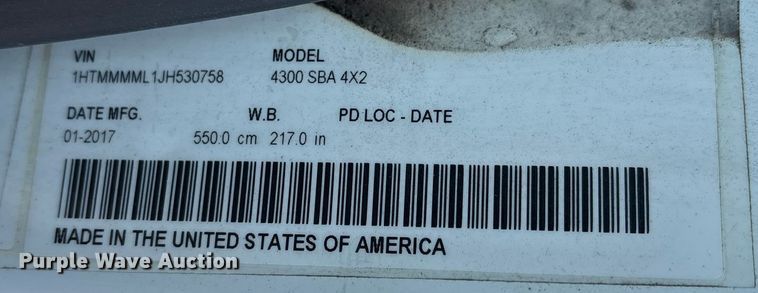 VIN MODEL
1HTMMMML1JH530758 4300 SBA 4X2
DATE MFG. W.B. PD LOC - DATE
01-2017 550.0 cm 217.0 in
MADE IN THE UNITED STATES OF AMERICA
Purple Wave Auction